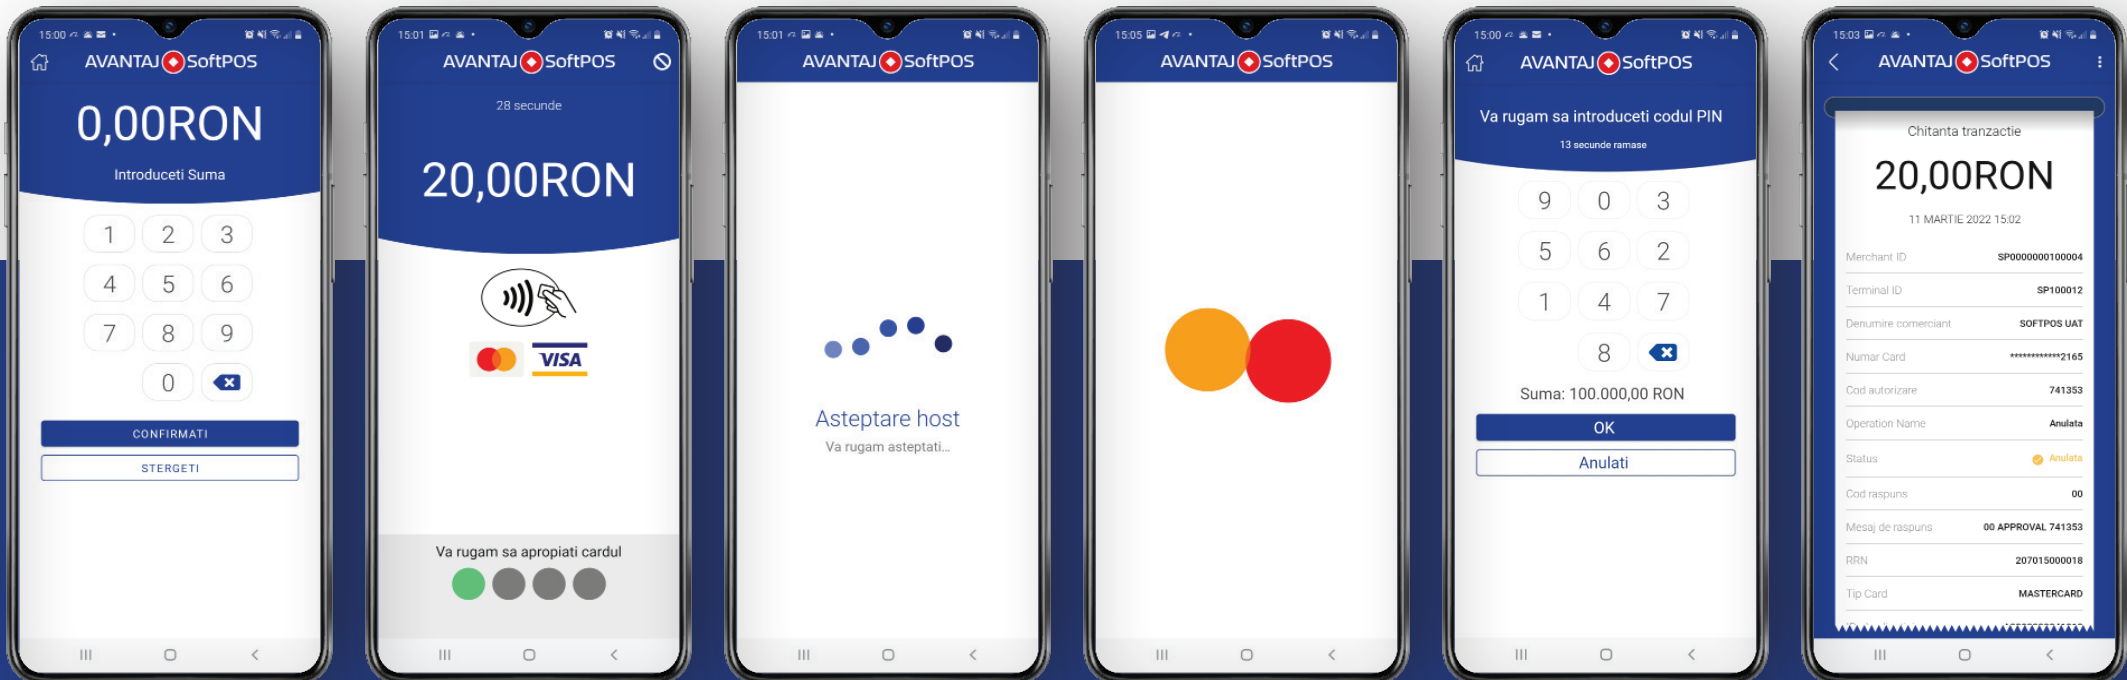 15:00
AVANTAJ SoftPOS
0,00RON
Introduceti Suma
1 2 3
4 5 6
7 8 9
0
CONFIRMATI
STERGETI
15:01
AVANTAJ SoftPOS
28 secunde
20,00RON
VISA
Va rugam sa apropiati cardul
15:01
AVANTAJ SoftPOS
Asteptare host
Va rugam asteptati...
15:05
AVANTAJ SoftPOS
15:00
AVANTAJ SoftPOS
Va rugam sa introduceti codul PIN
13 secunde ramase
9 0 3
5 6 2
1 4 7
8
Suma: 100.000,00 RON
OK
Anulati
15:03
AVANTAJ SoftPOS
Chitanta tranzactie
20,00RON
11 MARTIE 2022 15:02
Merchant ID SP0000000100004
Terminal ID SP100012
Denumire comerciant SOFTPOS UAT
Numar Card ************2165
Cod autorizare 741353
Operation Name Anulata
Status Anulata
Cod raspuns 00
Mesaj de raspuns 00 APPROVAL 741353
RRN 207015000018
Tip Card MASTERCARD